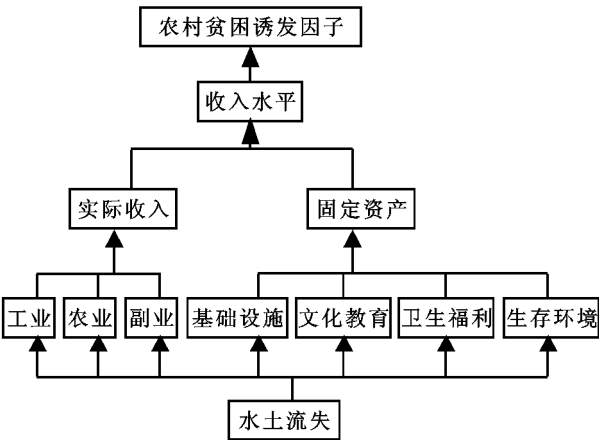 农村贫困诱发因子
收入水平
实际收入
固定资产
工业
农业
副业
基础设施
文化教育
卫生福利
生存环境
水土流失